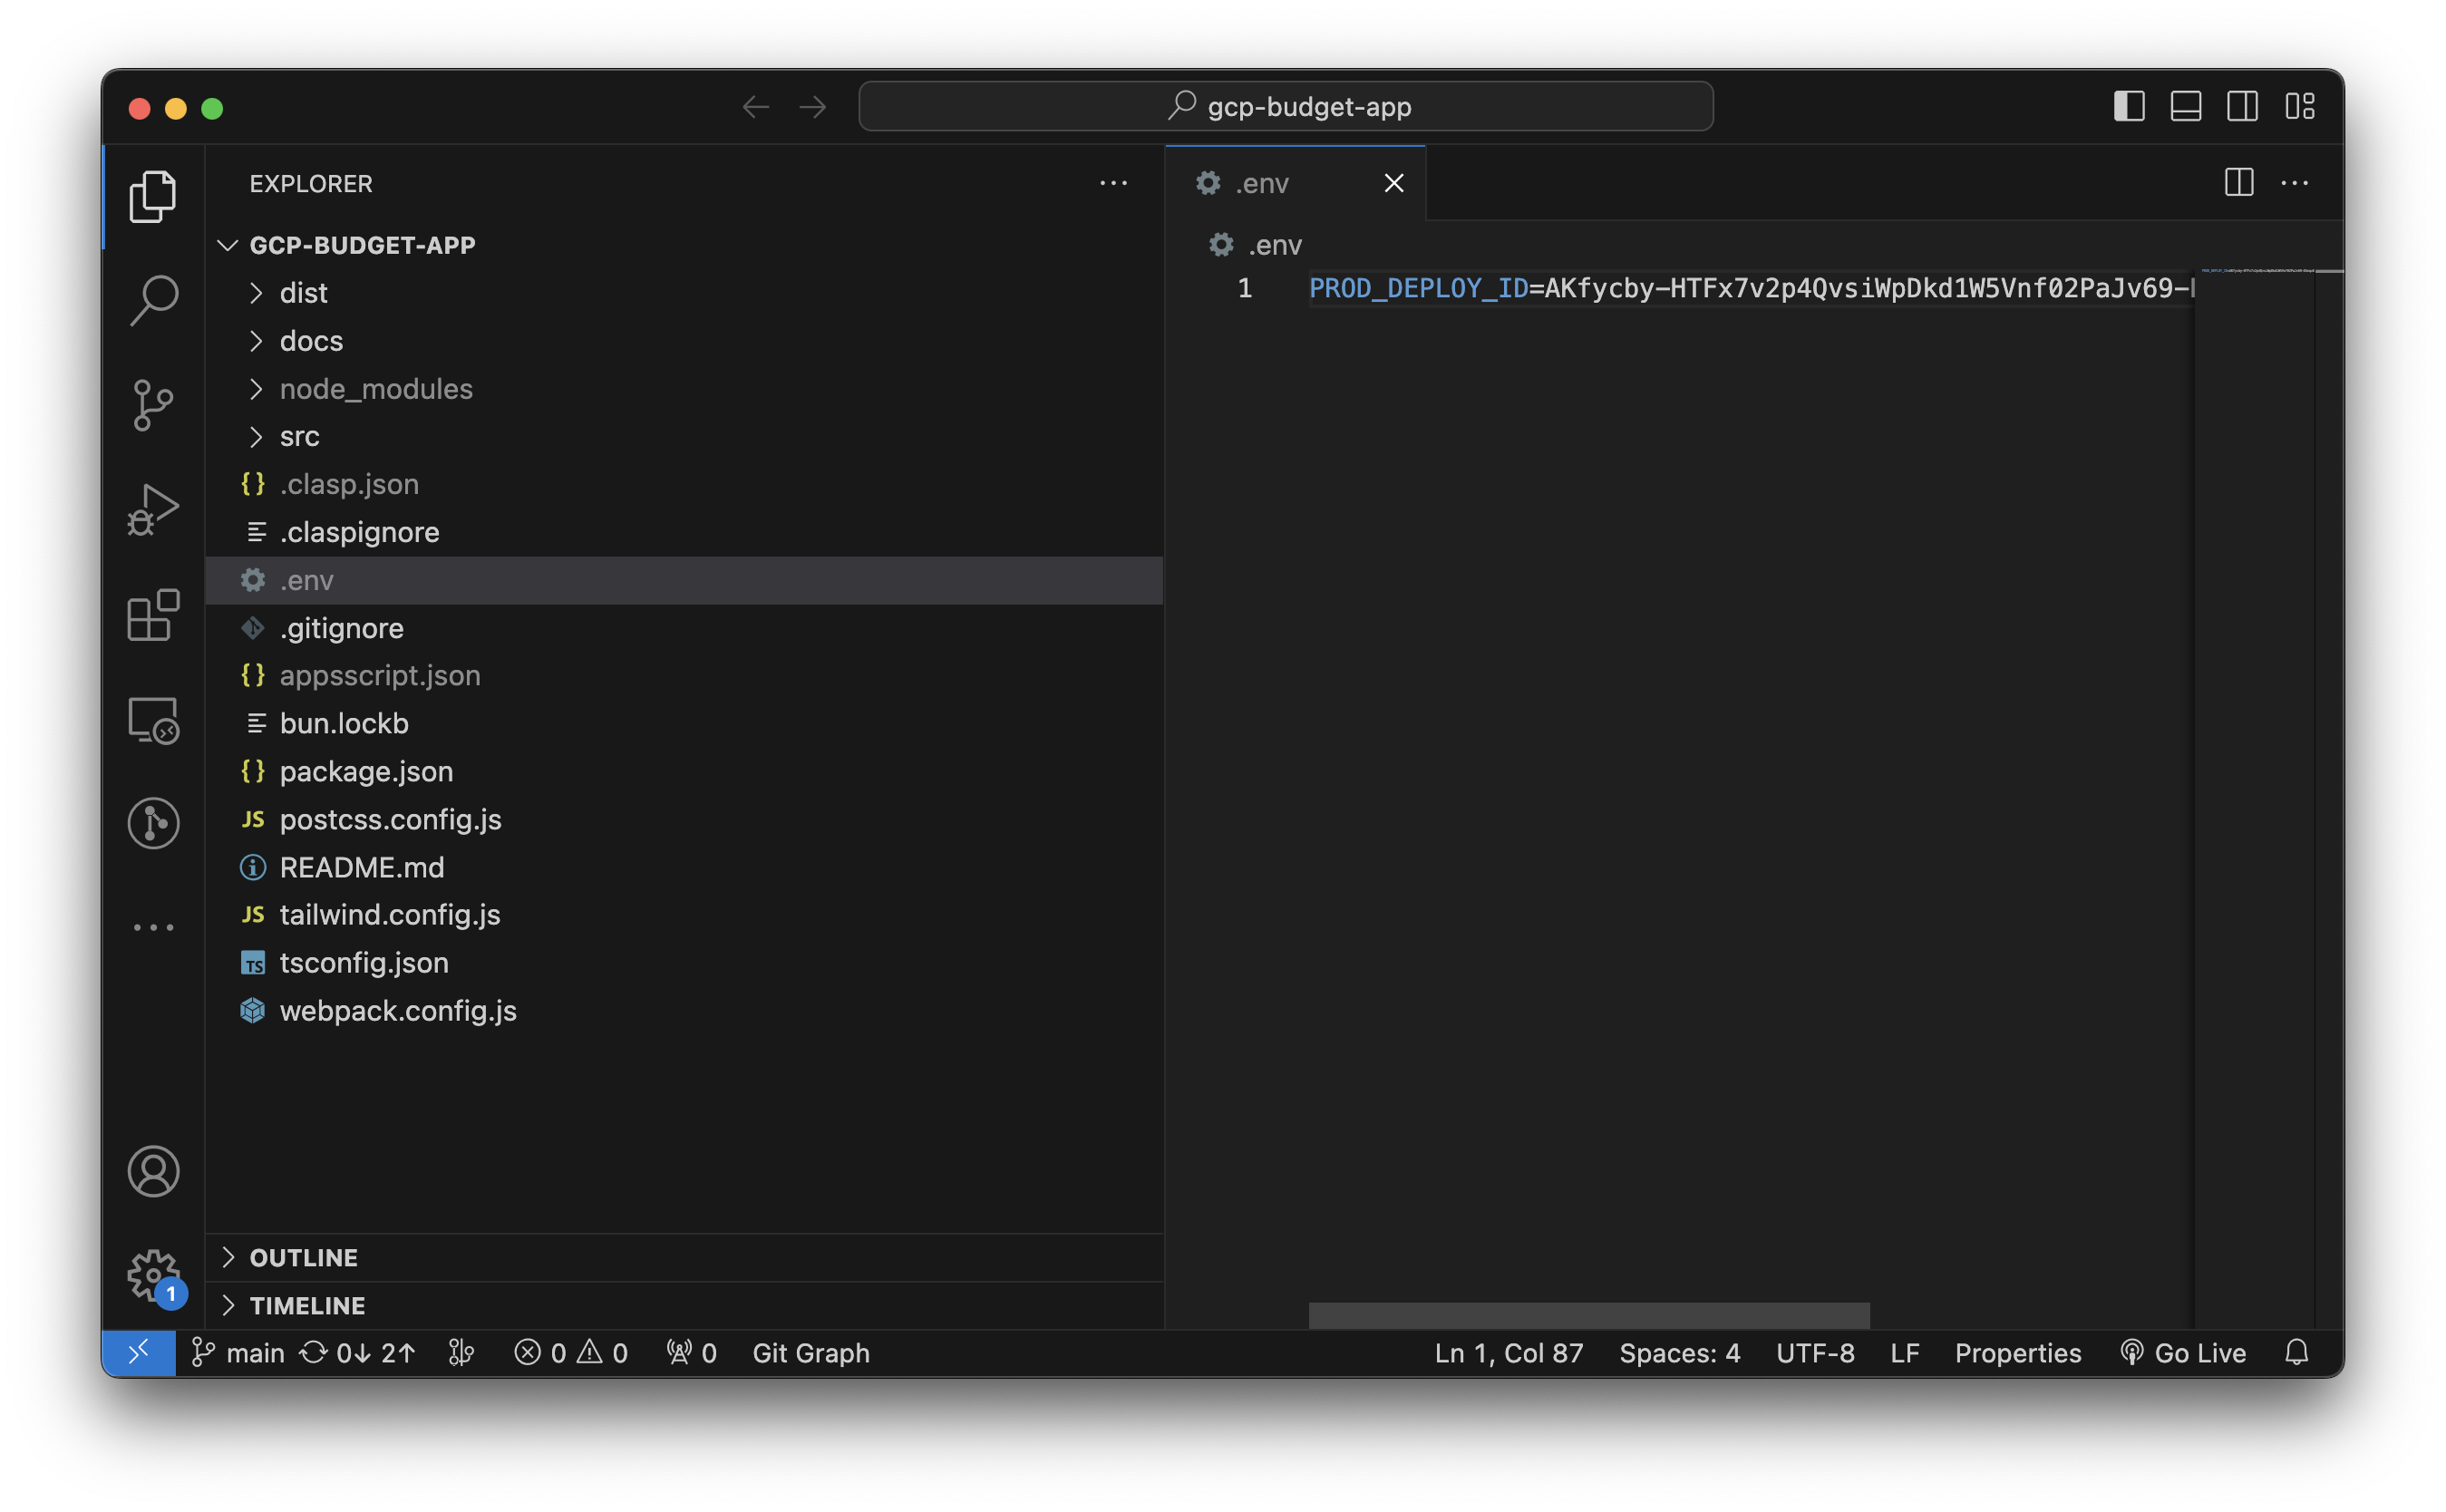 gcp-budget-app
EXPLORER
GCP-BUDGET-APP
dist
docs
node_modules
src
.clasp.json
.claspignore
.env
.gitignore
appsscript.json
bun.lockb
package.json
JS postcss.config.js
README.md
JS tailwind.config.js
TS tsconfig.json
webpack.config.js
OUTLINE
TIMELINE
.env
.env
1 PROD_DEPLOY_ID=AKfycby-HTFx7v2p4QvsiWpDkd1W5Vnf02PaJv69-
1
main 0↓ 2↑ 0 0 0 Git Graph Ln 1, Col 87 Spaces: 4 UTF-8 LF Properties Go Live